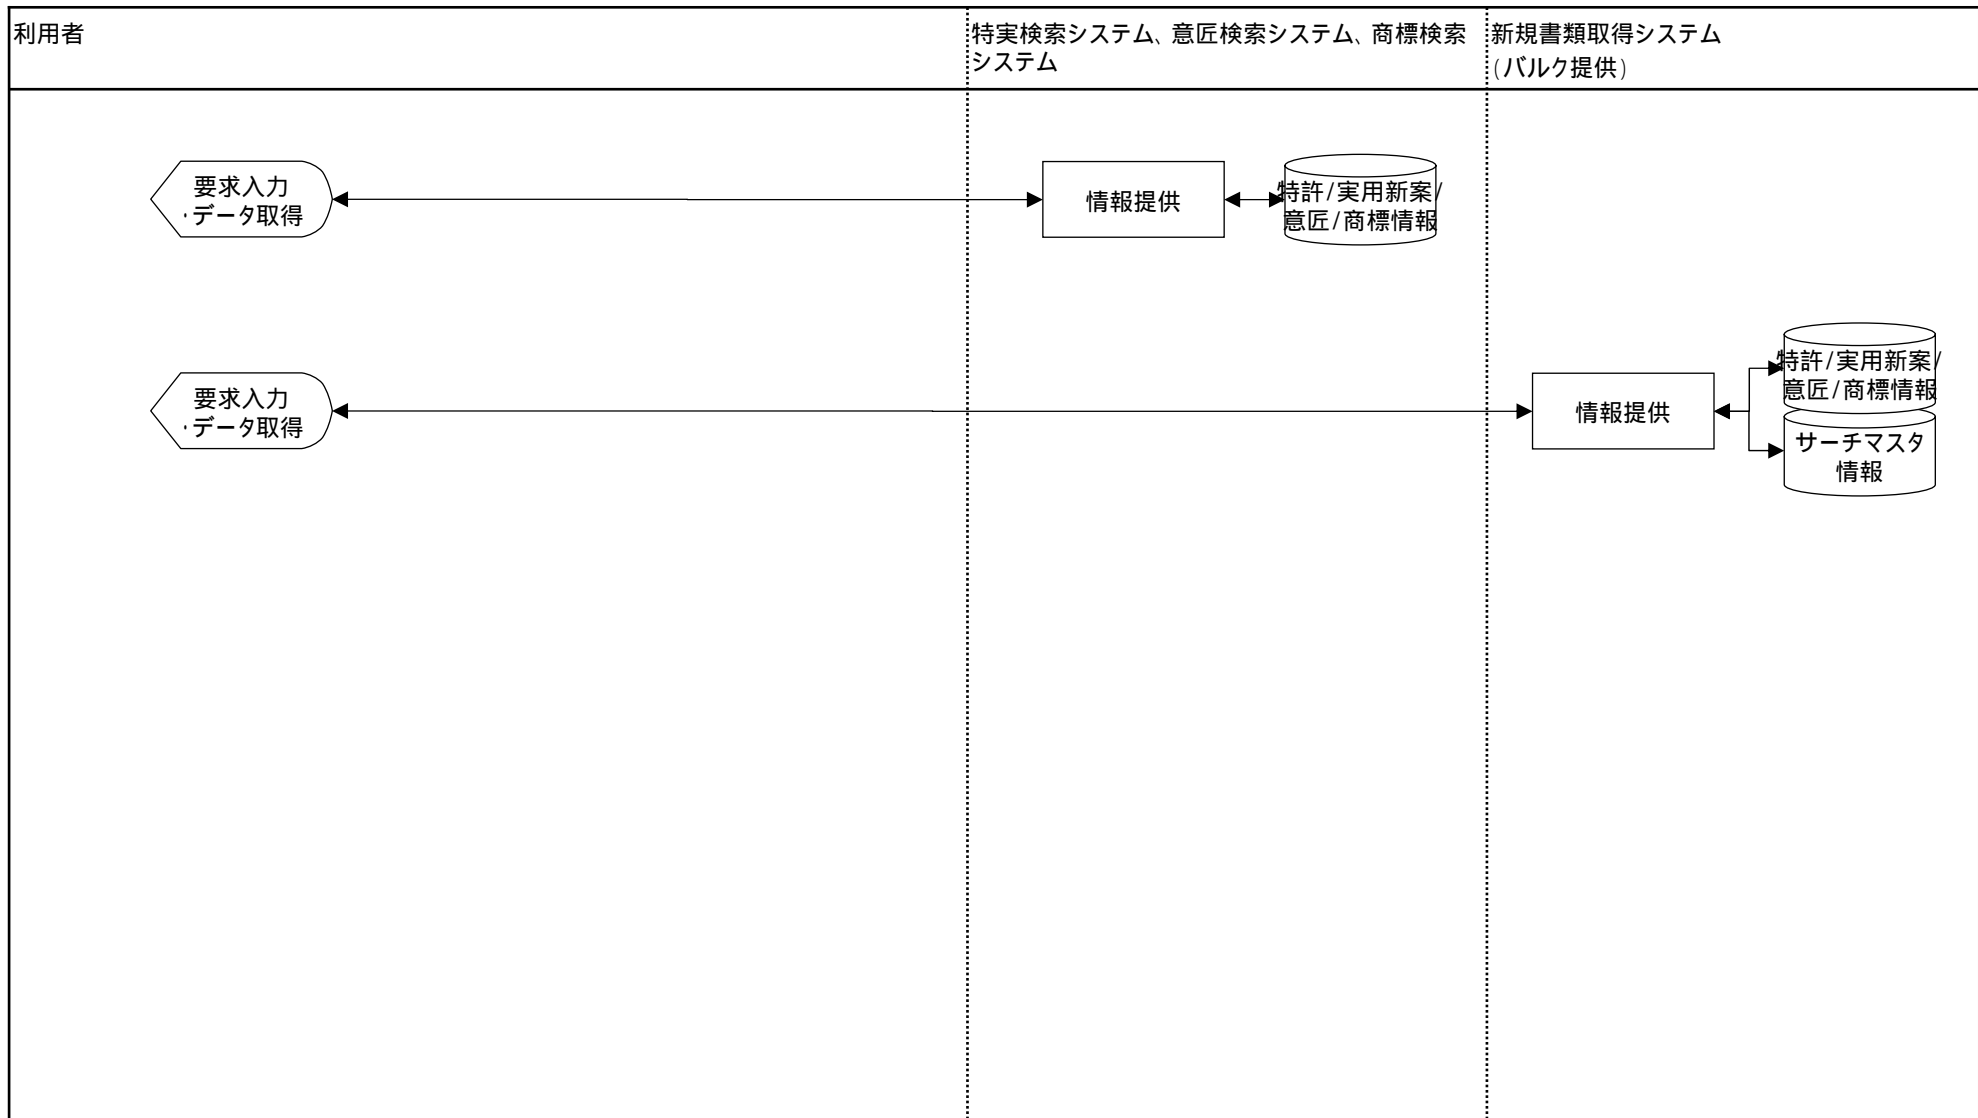 利用者
特実検索システム、意匠検索システム、商標検索
システム
新規書類取得システム
(バルク提供)
要求入力
・データ取得
情報提供
特許/実用新案/
意匠/商標情報
要求入力
・データ取得
情報提供
特許/実用新案/
意匠/商標情報
サーチマスタ
情報